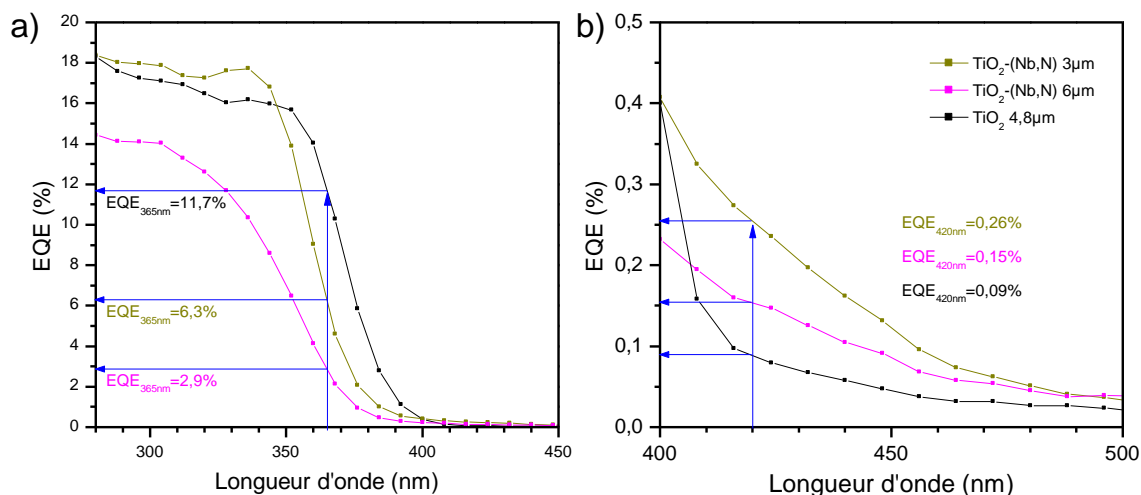 a)
EQE (%)
20
18
16
14
12
10
8
6
4
2
0
EQE365nm=11,7%
EQE365nm=6,3%
EQE365nm=2,9%
300
350
400
450
Longueur d'onde (nm)
b)
EQE (%)
0,5
0,4
0,3
0,2
0,1
0,0
TiO2-(Nb,N) 3µm
TiO2-(Nb,N) 6µm
TiO2 4,8µm
EQE420nm=0,26%
EQE420nm=0,15%
EQE420nm=0,09%
400
450
500
Longueur d'onde (nm)